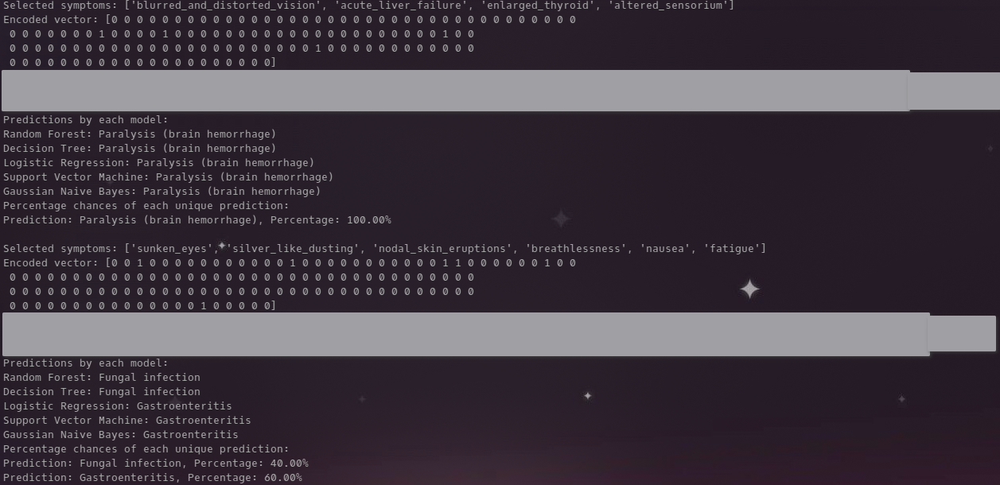 Selected symptoms: ['blurred_and_distorted_vision', 'acute_liver_failure', 'enlarged_thyroid', 'altered_sensorium']
Encoded vector: [0 0 0 0 0 0 0 0 0 0 0 0 0 0 0 0 0 0 0 0 0 0 0 0 0 0 0 0 0 0 0 0 0 0 0 0 0
0 0 0 0 0 0 0 1 0 0 0 0 1 0 0 0 0 0 0 0 0 0 0 0 0 0 0 0 0 0 0 0 0 0 1 0 0
0 0 0 0 0 0 0 0 0 0 0 0 0 0 0 0 0 0 0 0 0 0 0 0 1 0 0 0 0 0 0 0 0 0 0 0 0
0 0 0 0 0 0 0 0 0 0 0 0 0 0 0 0 0 0 0 0 0]
Predictions by each model:
Random Forest: Paralysis (brain hemorrhage)
Decision Tree: Paralysis (brain hemorrhage)
Logistic Regression: Paralysis (brain hemorrhage)
Support Vector Machine: Paralysis (brain hemorrhage)
Gaussian Naive Bayes: Paralysis (brain hemorrhage)
Percentage chances of each unique prediction:
Prediction: Paralysis (brain hemorrhage), Percentage: 100.00%
Selected symptoms: ['sunken_eyes', 'silver_like_dusting', 'nodal_skin_eruptions', 'breathlessness', 'nausea', 'fatigue']
Encoded vector: [0 0 1 0 0 0 0 0 0 0 0 0 0 0 1 0 0 0 0 0 0 0 0 0 0 0 1 1 0 0 0 0 0 0 1 0 0
0 0 0 0 0 0 0 0 0 0 0 0 0 0 0 0 0 0 0 0 0 0 0 0 0 0 0 0 0 0 0 0 0 0 0 0 0
0 0 0 0 0 0 0 0 0 0 0 0 0 0 0 0 0 0 0 0 0 0 0 0 0 0 0 0 0 0 0 0 0 0 0 0 0
0 0 0 0 0 0 0 0 0 0 0 0 0 0 0 1 0 0 0 0 0]
Predictions by each model:
Random Forest: Fungal infection
Decision Tree: Fungal infection
Logistic Regression: Gastroenteritis
Support Vector Machine: Gastroenteritis
Gaussian Naive Bayes: Gastroenteritis
Percentage chances of each unique prediction:
Prediction: Fungal infection, Percentage: 40.00%
Prediction: Gastroenteritis, Percentage: 60.00%